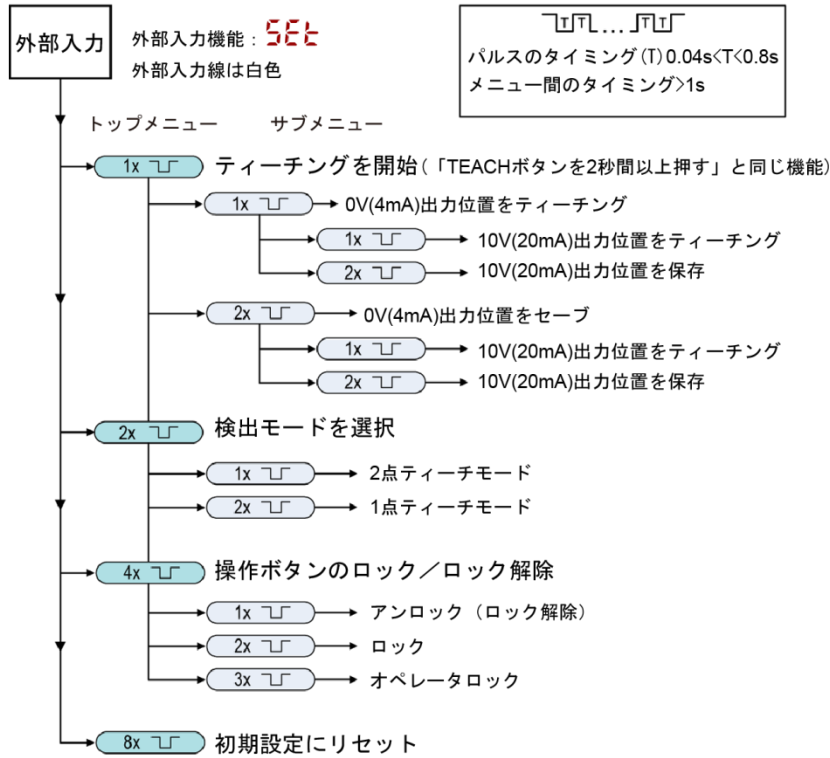 外部入力
外部入力機能：SEt
外部入力線は白色
T T ... T T
パルスのタイミング(T) 0.04s<T<0.8s
メニュー間のタイミング>1s
トップメニュー サブメニュー
1x ティーチングを開始(「TEACHボタンを2秒間以上押す」と同じ機能)
1x 0V(4mA)出力位置をティーチング
1x 10V(20mA)出力位置をティーチング
2x 10V(20mA)出力位置を保存
2x 0V(4mA)出力位置をセーブ
1x 10V(20mA)出力位置をティーチング
2x 10V(20mA)出力位置を保存
2x 検出モードを選択
1x 2点ティーチモード
2x 1点ティーチモード
4x 操作ボタンのロック／ロック解除
1x アンロック（ロック解除）
2x ロック
3x オペレータロック
8x 初期設定にリセット